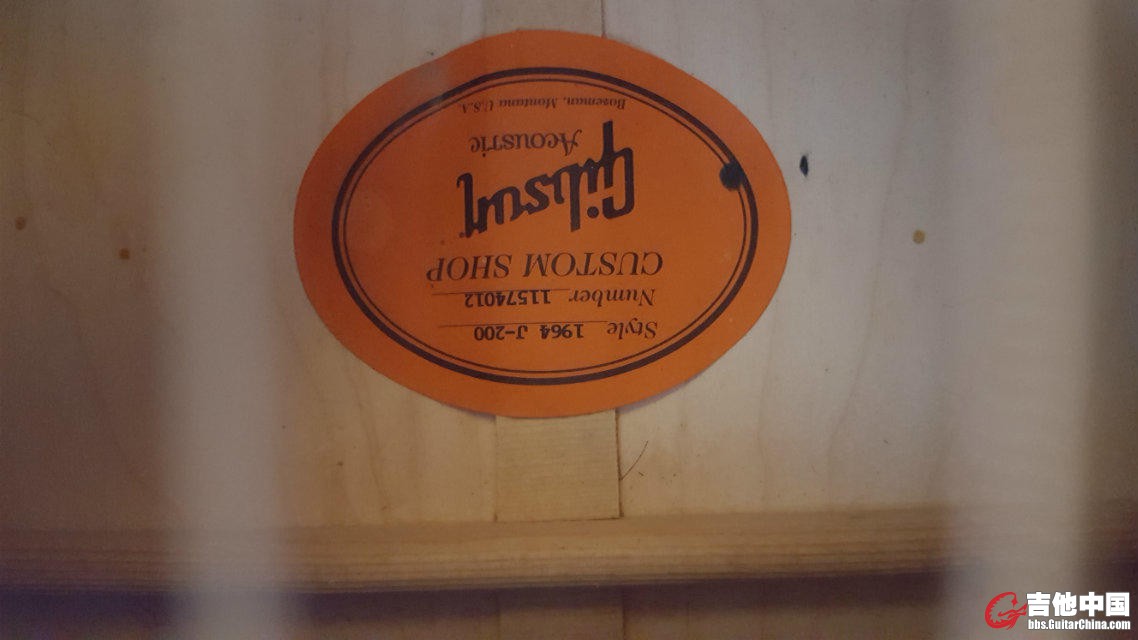 Style 1964 J-200
Number 11574012
CUSTOM SHOP
Gibson
Acoustic
Bozeman, Montana U.S.A.
吉他中国
bbs.GuitarChina.com